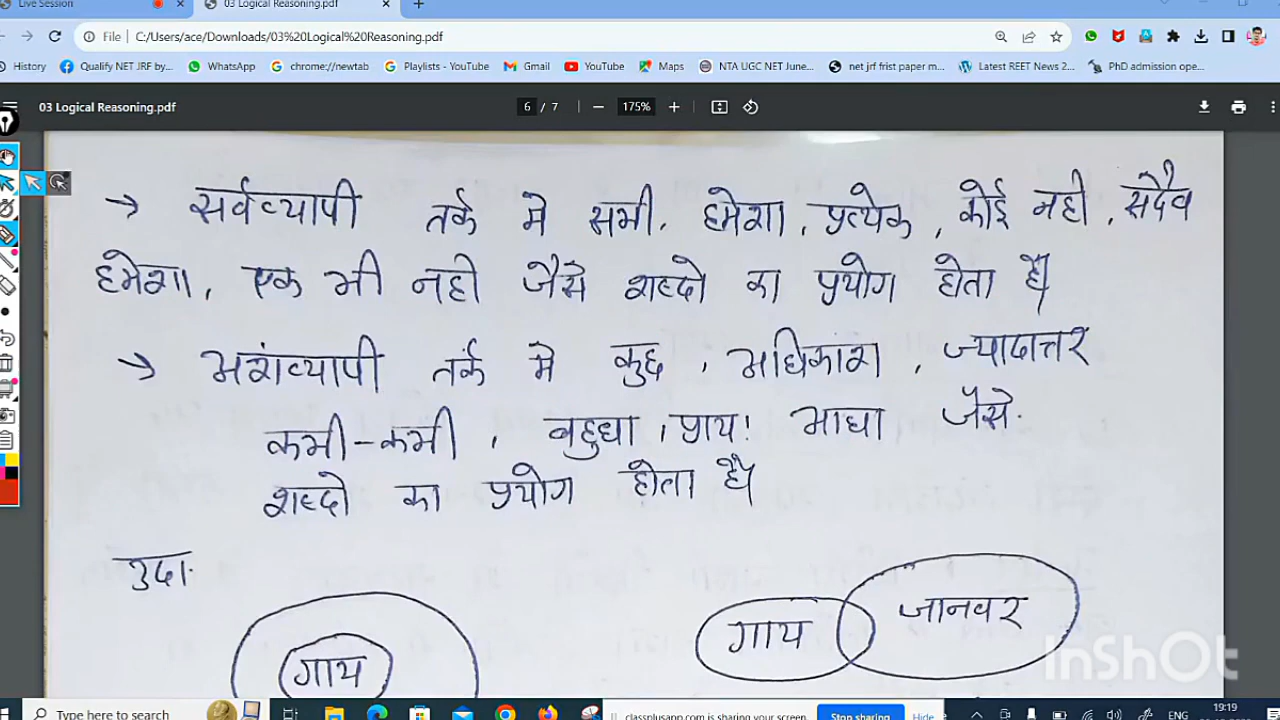 Live Session
03 Logical Reasoning.pdf
File | C:/Users/ace/Downloads/03%20Logical%20Reasoning.pdf
History Qualify NET JRF by... WhatsApp chrome://newtab Playlists - YouTube Gmail YouTube Maps NTA UGC NET June... net jrf frist paper m... Latest REET News 2... PhD admission ope...
03 Logical Reasoning.pdf 6 / 7 175%
→ सर्वव्यापी तर्क मे सभी, हमेशा, प्रत्येक, कोई नही, सदैव
हमेशा, एक भी नही जैसे शब्दो का प्रयोग होता है।
→ अशंव्यापी तर्क मे कुछ, अधिकांश, ज्यादात्तर
कभी-कभी, बहुधा, प्राय: आधा जैसे
शब्दो का प्रयोग होता है।
उदा.
गाय जानवर
गाय
InShOt
Type here to search classplusapp.com is sharing your screen. Stop sharing Hide ENG 19:19